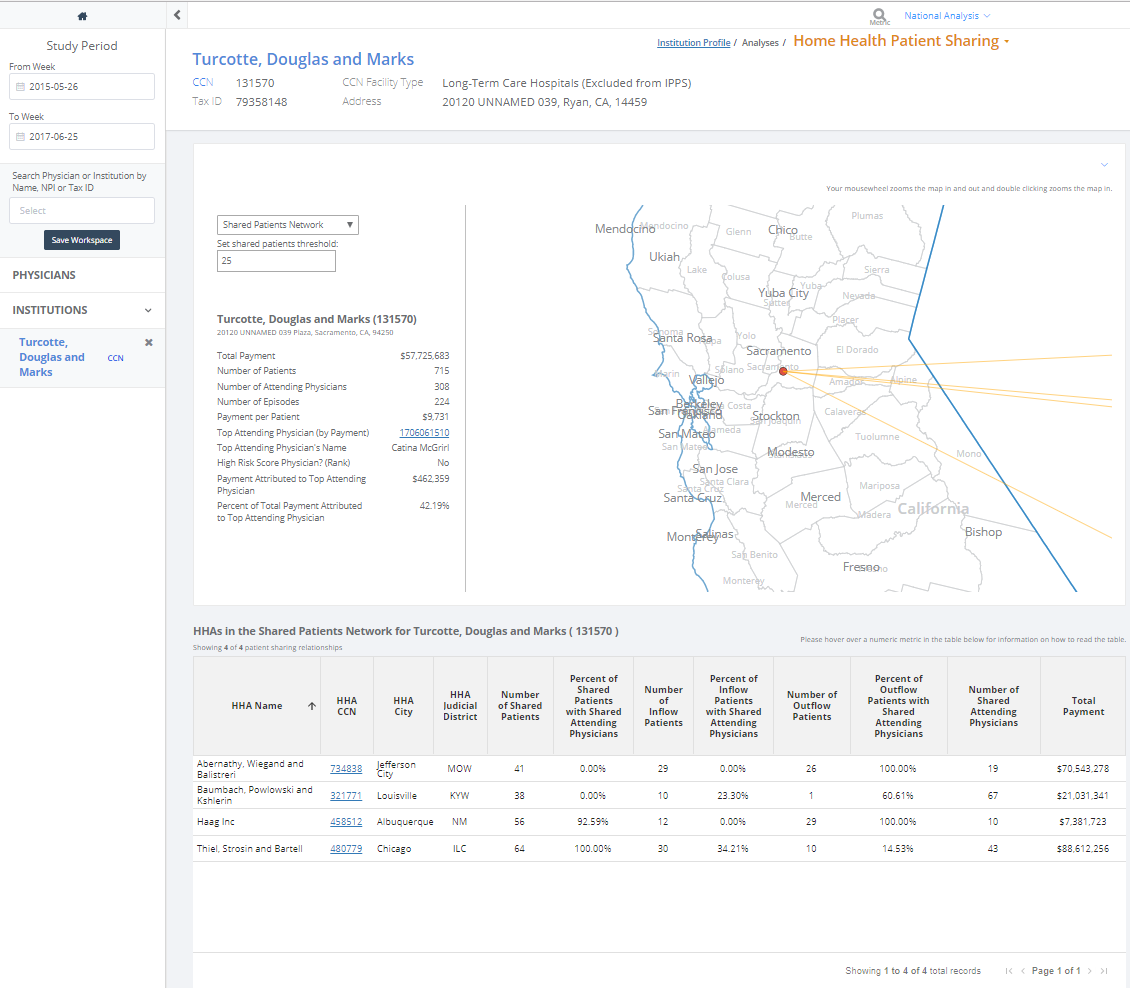 Metric
National Analysis
Study Period
From Week
2015-05-26
To Week
2017-06-25
Search Physician or Institution by
Name, NPI or Tax ID
Select
Save Workspace
PHYSICIANS
INSTITUTIONS
Turcotte,
Douglas and
Marks
CCN
Institution Profile / Analyses / Home Health Patient Sharing
Turcotte, Douglas and Marks
CCN 131570 CCN Facility Type Long-Term Care Hospitals (Excluded from IPPS)
Tax ID 79358148 Address 20120 UNNAMED 039, Ryan, CA, 14459
Your mousewheel zooms the map in and out and double clicking zooms the map in.
Shared Patients Network
Set shared patients threshold:
25
Turcotte, Douglas and Marks (131570)
20120 UNNAMED 039 Plaza, Sacramento, CA, 94250
Total Payment $57,725,683
Number of Patients 715
Number of Attending Physicians 308
Number of Episodes 224
Payment per Patient $9,731
Top Attending Physician (by Payment) 1706061510
Top Attending Physician's Name Catina McGrirl
High Risk Score Physician? (Rank) No
Payment Attributed to Top Attending
Physician $462,359
Percent of Total Payment Attributed
to Top Attending Physician 42.19%
Plumas
Mendocino Mendocino Glenn Chico Butte
Ukiah
Lake Colusa Sierra
Yuba City Yuba Nevada
Sutter
Placer
Sonoma Santa Rosa Yolo
Sacramento El Dorado
Marin Solano Sacramento
Vallejo Amador Alpine
Berkeley Costa
San Francisco Oakland Stockton Calaveras
San Joaquin
San Mateo Alameda Tuolumne
San Mateo Modesto Mono
San Jose
Santa Clara Mariposa
Santa Cruz
Santa Cruz Merced
Merced Madera California
Monterey Salinas Bishop
San Benito
Fresno Fresno
Monterey
HHAs in the Shared Patients Network for Turcotte, Douglas and Marks ( 131570 )
Showing 4 of 4 patient sharing relationships
Please hover over a numeric metric in the table below for information on how to read the table.
HHA Name
HHA
CCN
HHA
City
HHA
Judicial
District
Number
of Shared
Patients
Percent of
Shared
Patients
with Shared
Attending
Physicians
Number
of
Inflow
Patients
Percent of
Inflow
Patients
with Shared
Attending
Physicians
Number of
Outflow
Patients
Percent of
Outflow
Patients with
Shared
Attending
Physicians
Number of
Shared
Attending
Physicians
Total
Payment
Abernathy, Wiegand and
Balistreri 734838 Jefferson
City MOW 41 0.00% 29 0.00% 26 100.00% 19 $70,543,278
Baumbach, Powlowski and
Kshlerin 321771 Louisville KYW 38 0.00% 10 23.30% 1 60.61% 67 $21,031,341
Haag Inc 458512 Albuquerque NM 56 92.59% 12 0.00% 29 100.00% 10 $7,381,723
Thiel, Strosin and Bartell 480779 Chicago ILC 64 100.00% 30 34.21% 10 14.53% 43 $88,612,256
Showing 1 to 4 of 4 total records Page 1 of 1